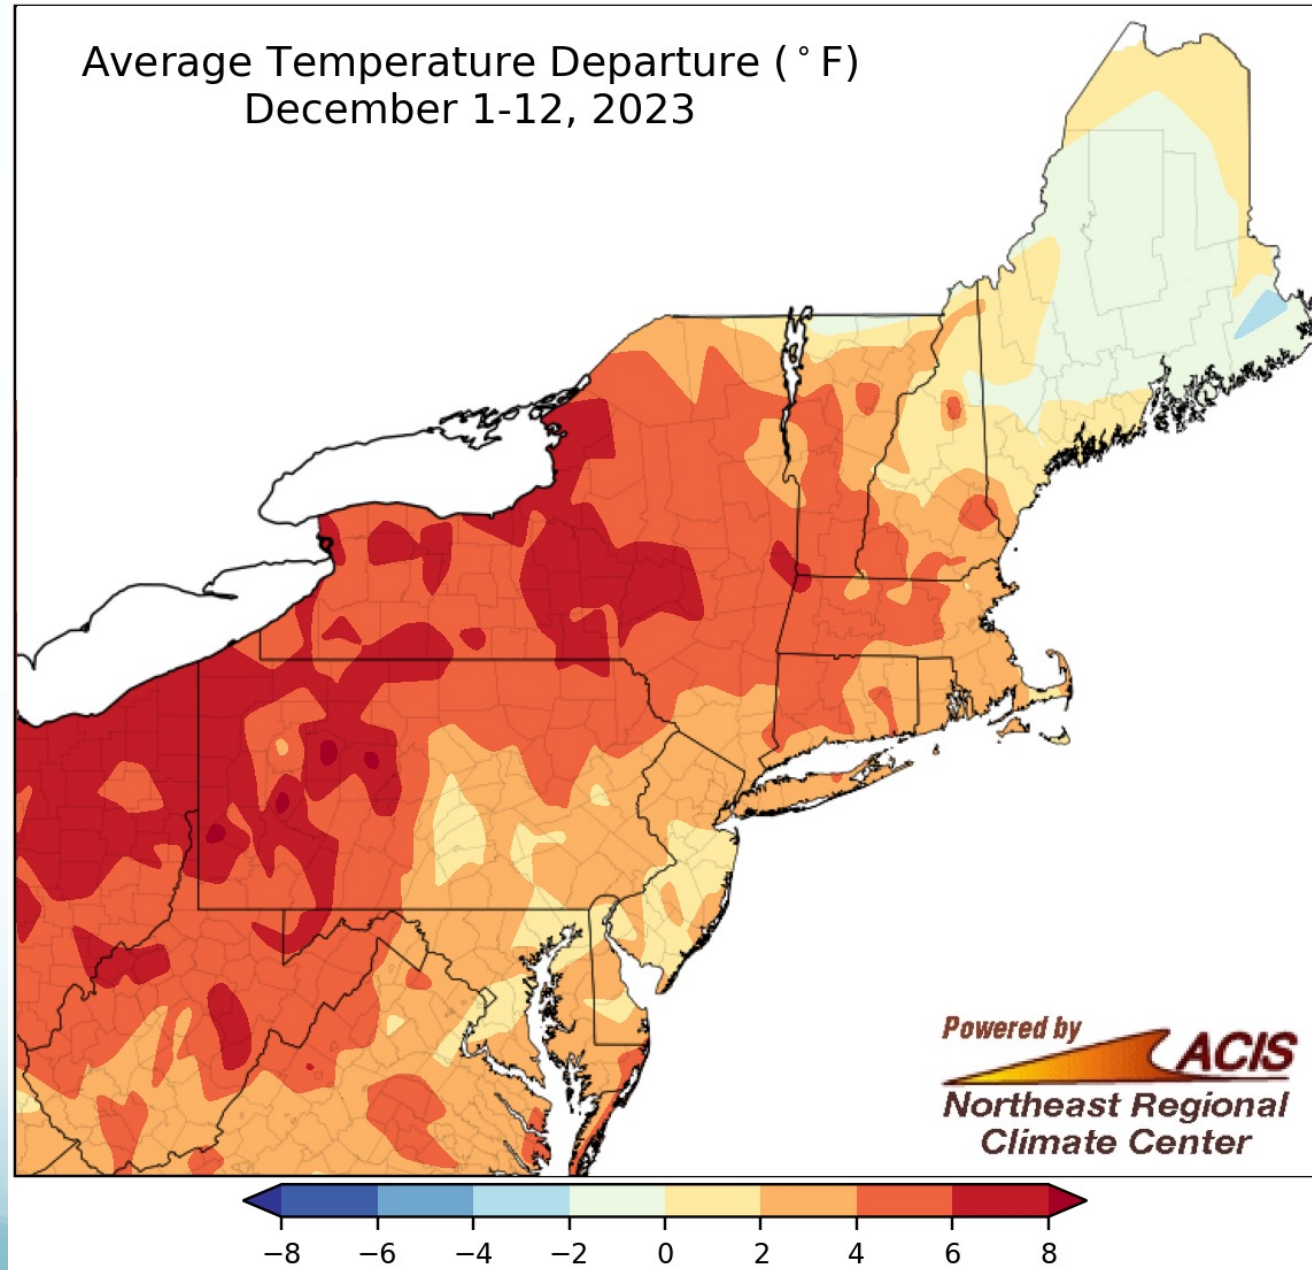 Average Temperature Departure (°F)
December 1-12, 2023
Powered by
ACIS
Northeast Regional
Climate Center
−8 −6 −4 −2 0 2 4 6 8